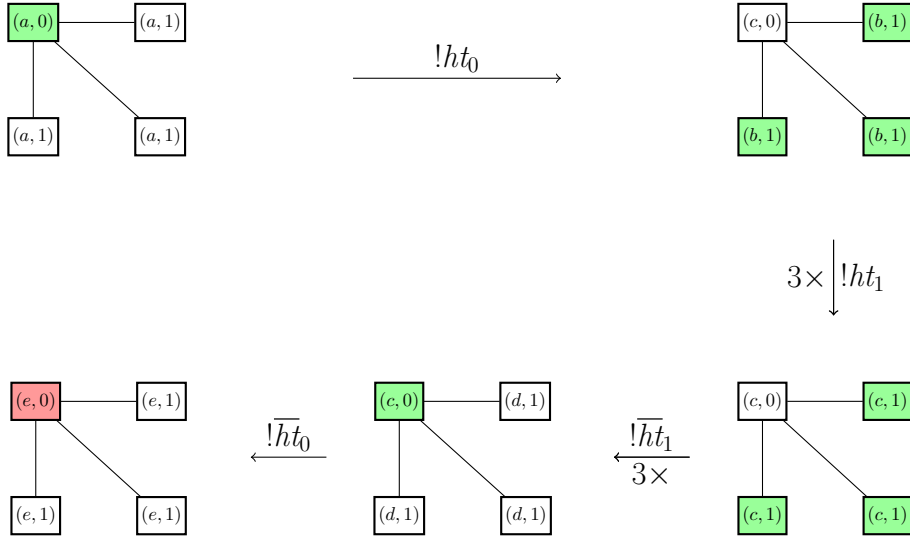 (a, 0) (a, 1)
(a, 1) (a, 1)
!ht₀
(c, 0) (b, 1)
(b, 1) (b, 1)
3× !ht₁
(c, 0) (c, 1)
(c, 1) (c, 1)
!h̅t̅₁
3×
(c, 0) (d, 1)
(d, 1) (d, 1)
!h̅t̅₀
(e, 0) (e, 1)
(e, 1) (e, 1)